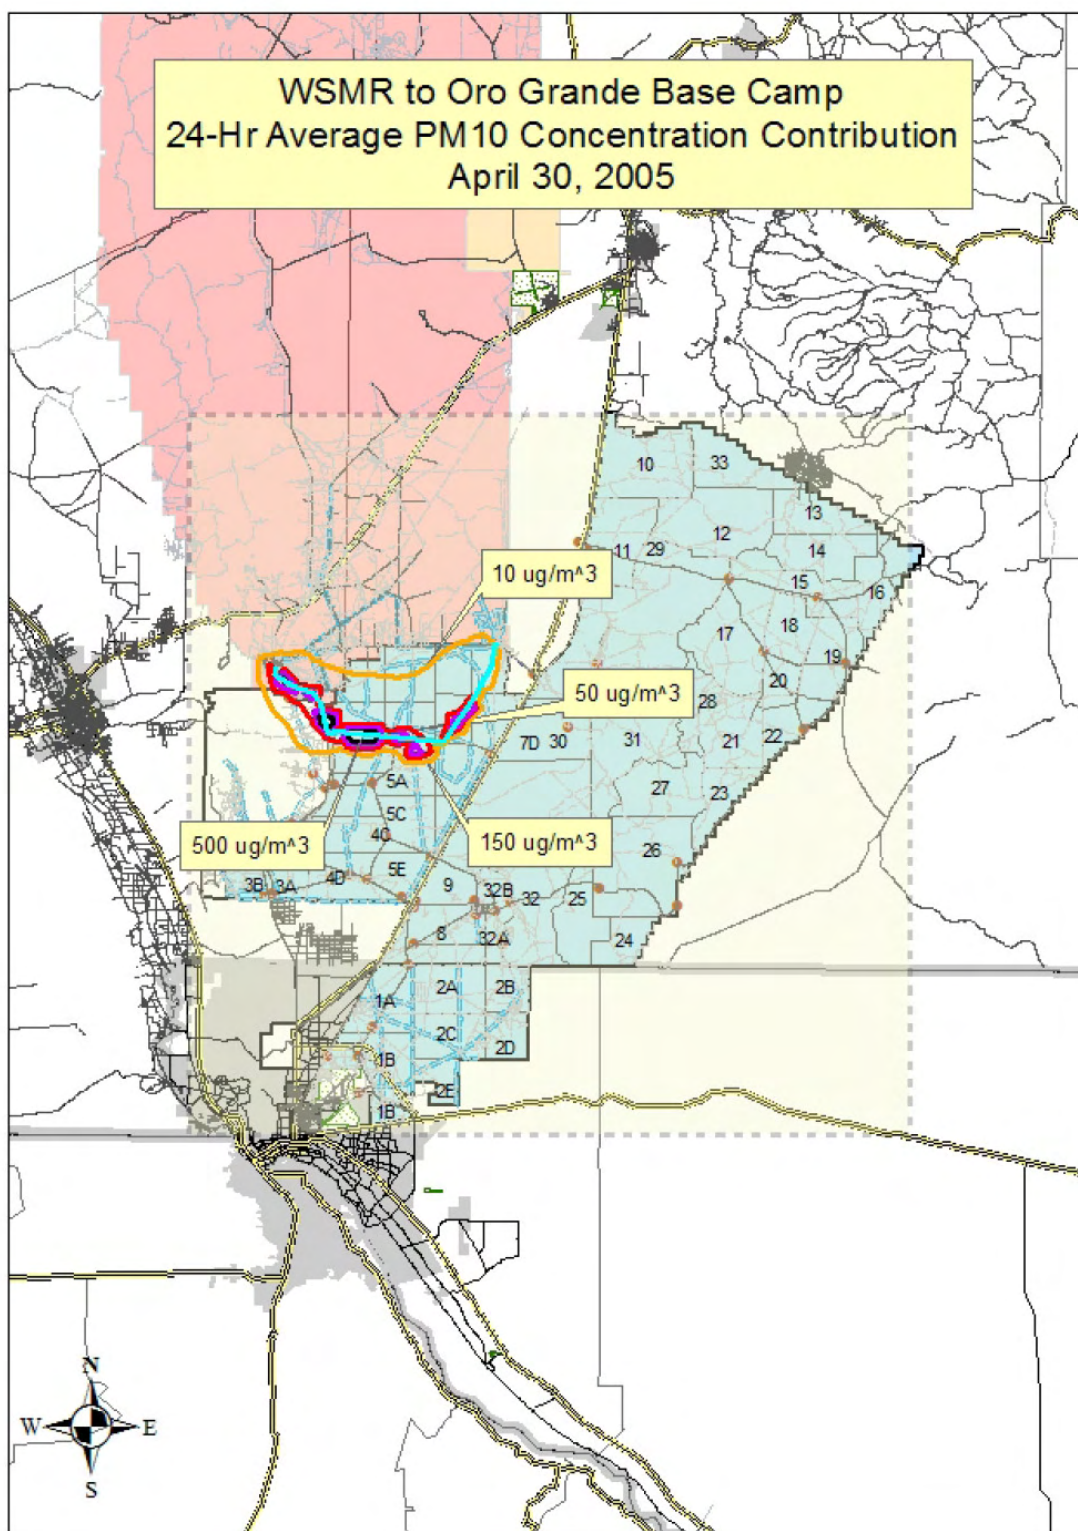 WSMR to Oro Grande Base Camp
24-Hr Average PM10 Concentration Contribution
April 30, 2005
10
33
13
12
11
29
14
10 ug/m^3
15
16
17
18
19
50 ug/m^3
20
28
7D
30
31
21
22
5A
27
23
5C
500 ug/m^3
4C
150 ug/m^3
26
3B
3A
4D
5E
9
32B
32
25
8
32A
24
2A
2B
1A
2C
2D
1B
2E
1B
N
W
E
S